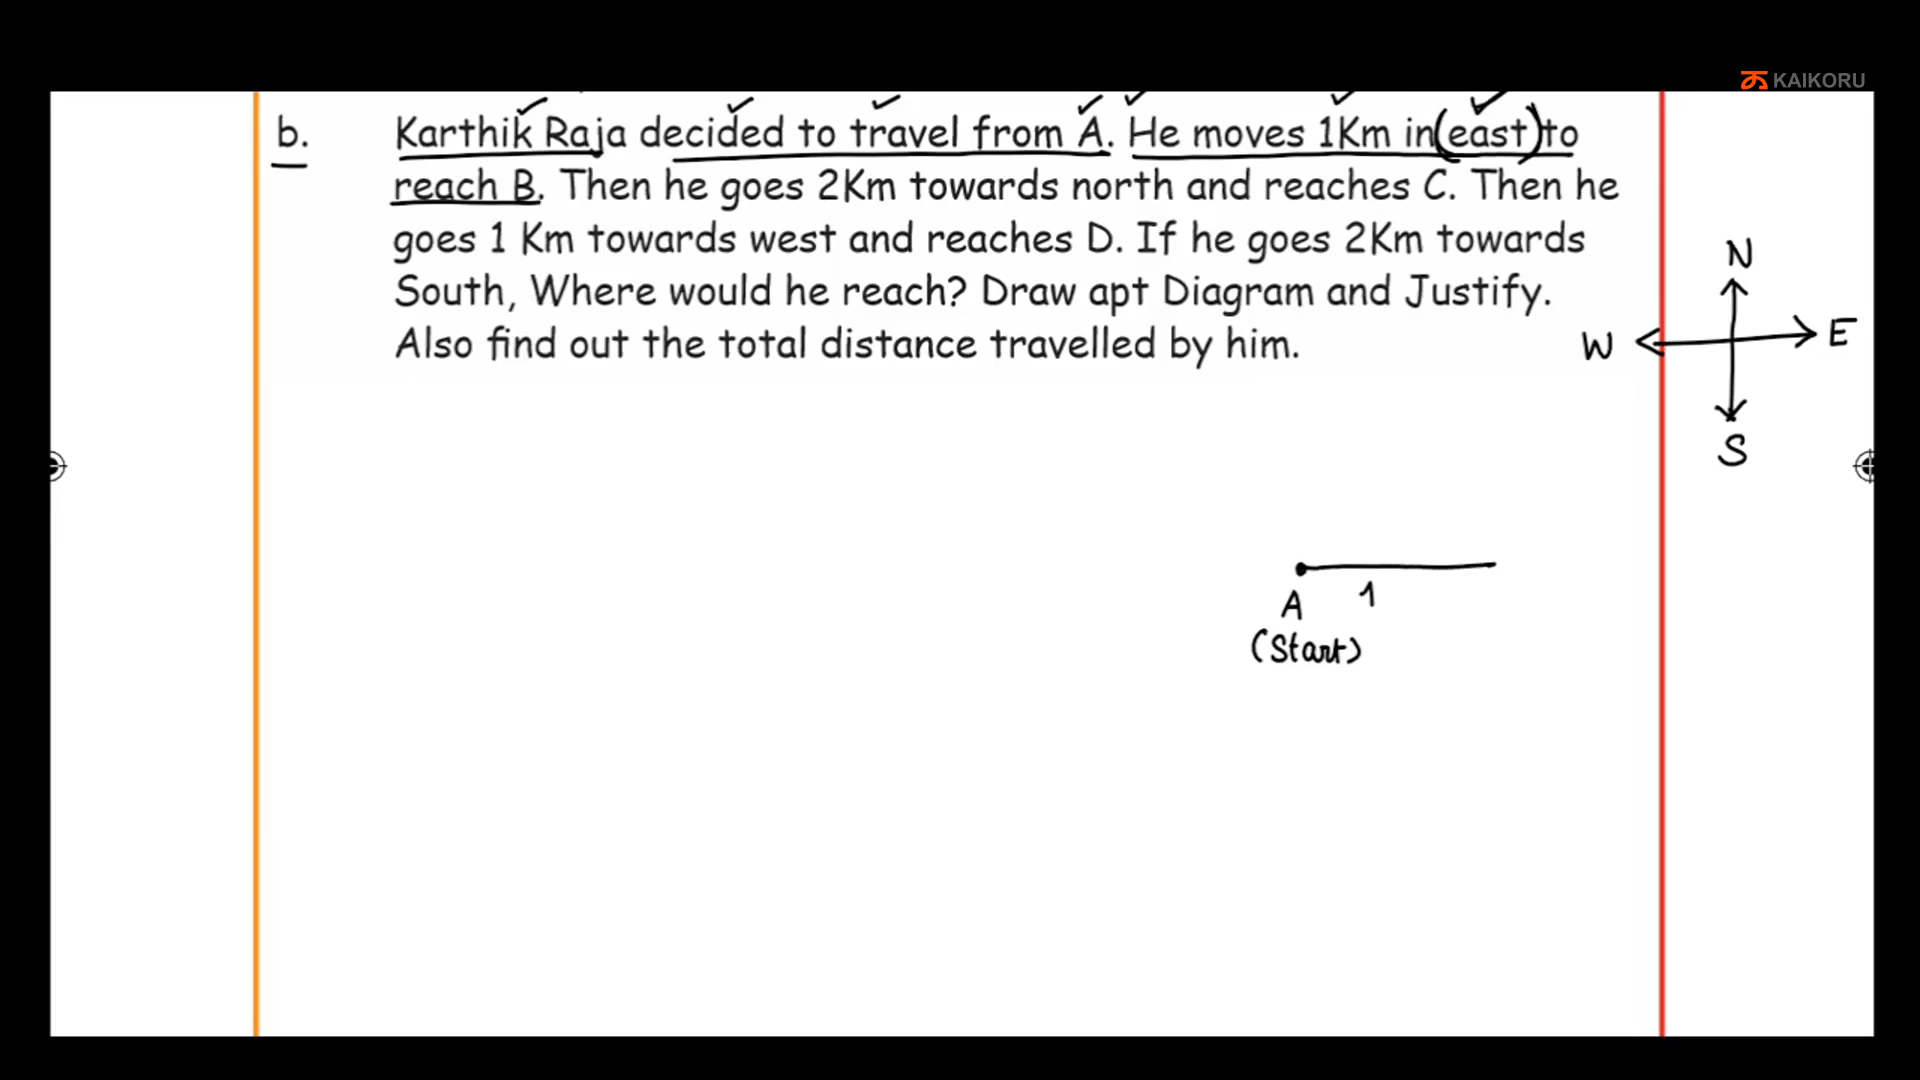 KAIKORU
b. Karthik Raja decided to travel from A. He moves 1Km in(east)to
reach B. Then he goes 2Km towards north and reaches C. Then he
goes 1 Km towards west and reaches D. If he goes 2Km towards
South, Where would he reach? Draw apt Diagram and Justify.
Also find out the total distance travelled by him.
N
W E
S
A 1
(Start)